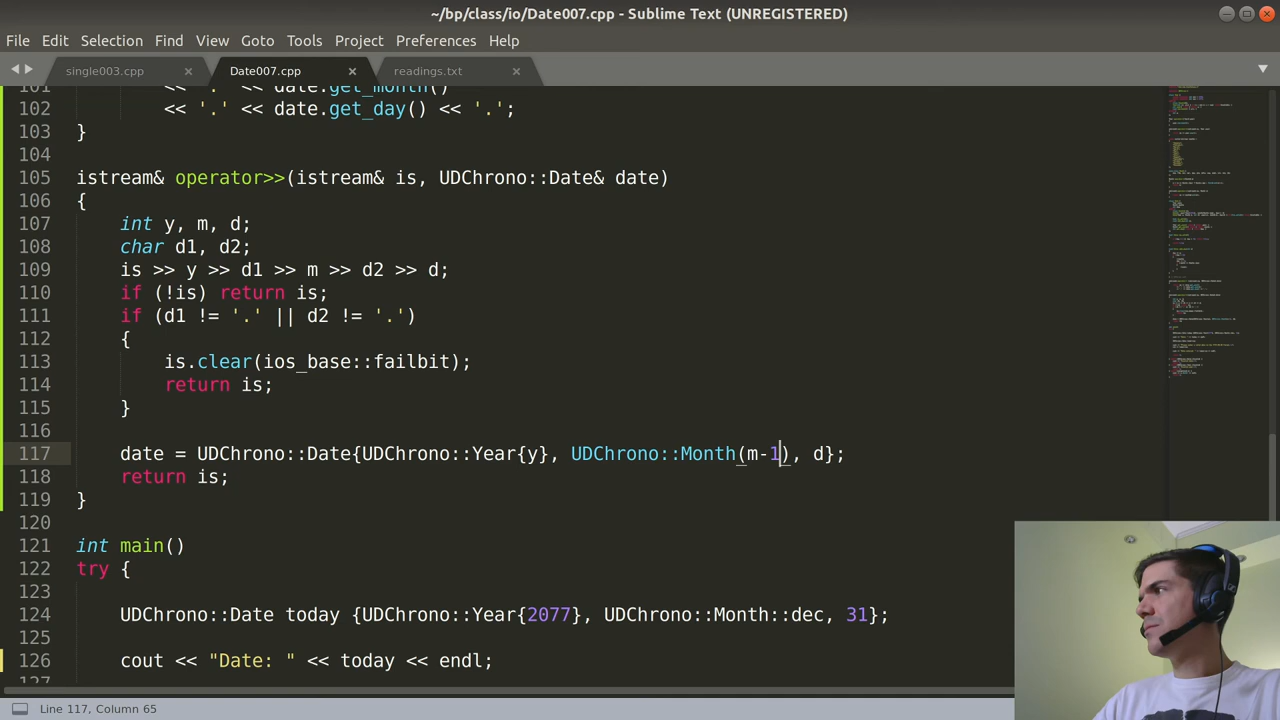 ~/bp/class/io/Date007.cpp - Sublime Text (UNREGISTERED)
File Edit Selection Find View Goto Tools Project Preferences Help
single003.cpp Date007.cpp readings.txt
101 << '.' << date.get_month()
102 << '.' << date.get_day() << '.';
103 }
104
105 istream& operator>>(istream& is, UDChrono::Date& date)
106 {
107 int y, m, d;
108 char d1, d2;
109 is >> y >> d1 >> m >> d2 >> d;
110 if (!is) return is;
111 if (d1 != '.' || d2 != '.')
112 {
113 is.clear(ios_base::failbit);
114 return is;
115 }
116
117 date = UDChrono::Date{UDChrono::Year{y}, UDChrono::Month(m-1), d};
118 return is;
119 }
120
121 int main()
122 try {
123
124 UDChrono::Date today {UDChrono::Year{2077}, UDChrono::Month::dec, 31};
125
126 cout << "Date: " << today << endl;
127
Line 117, Column 65